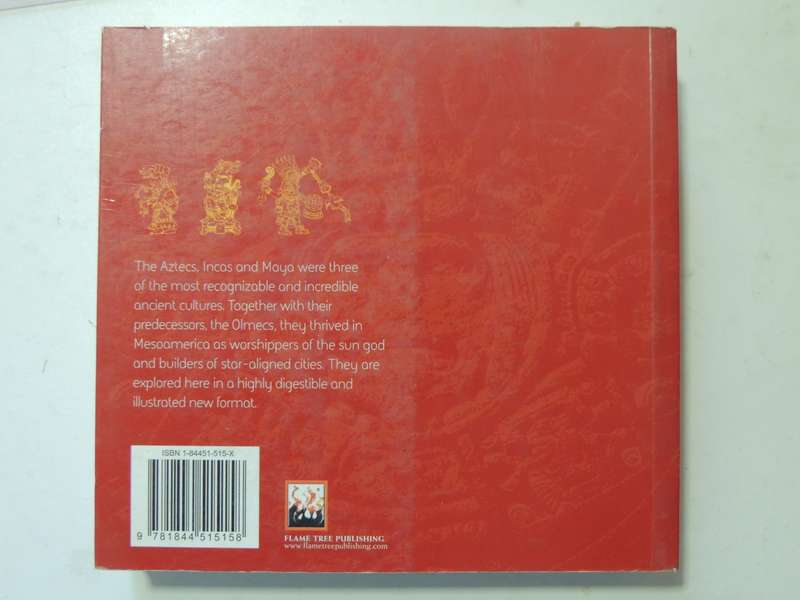 The Aztecs, Incas and Maya were three
of the most recognizable and incredible
ancient cultures. Together with their
predecessors, the Olmecs, they thrived in
Mesoamerica as worshippers of the sun god
and builders of star-aligned cities. They are
explored here in a highly digestible and
illustrated new format.
ISBN 1-84451-515-X
9 781844 515158
FLAME TREE PUBLISHING
www.flametreepublishing.com